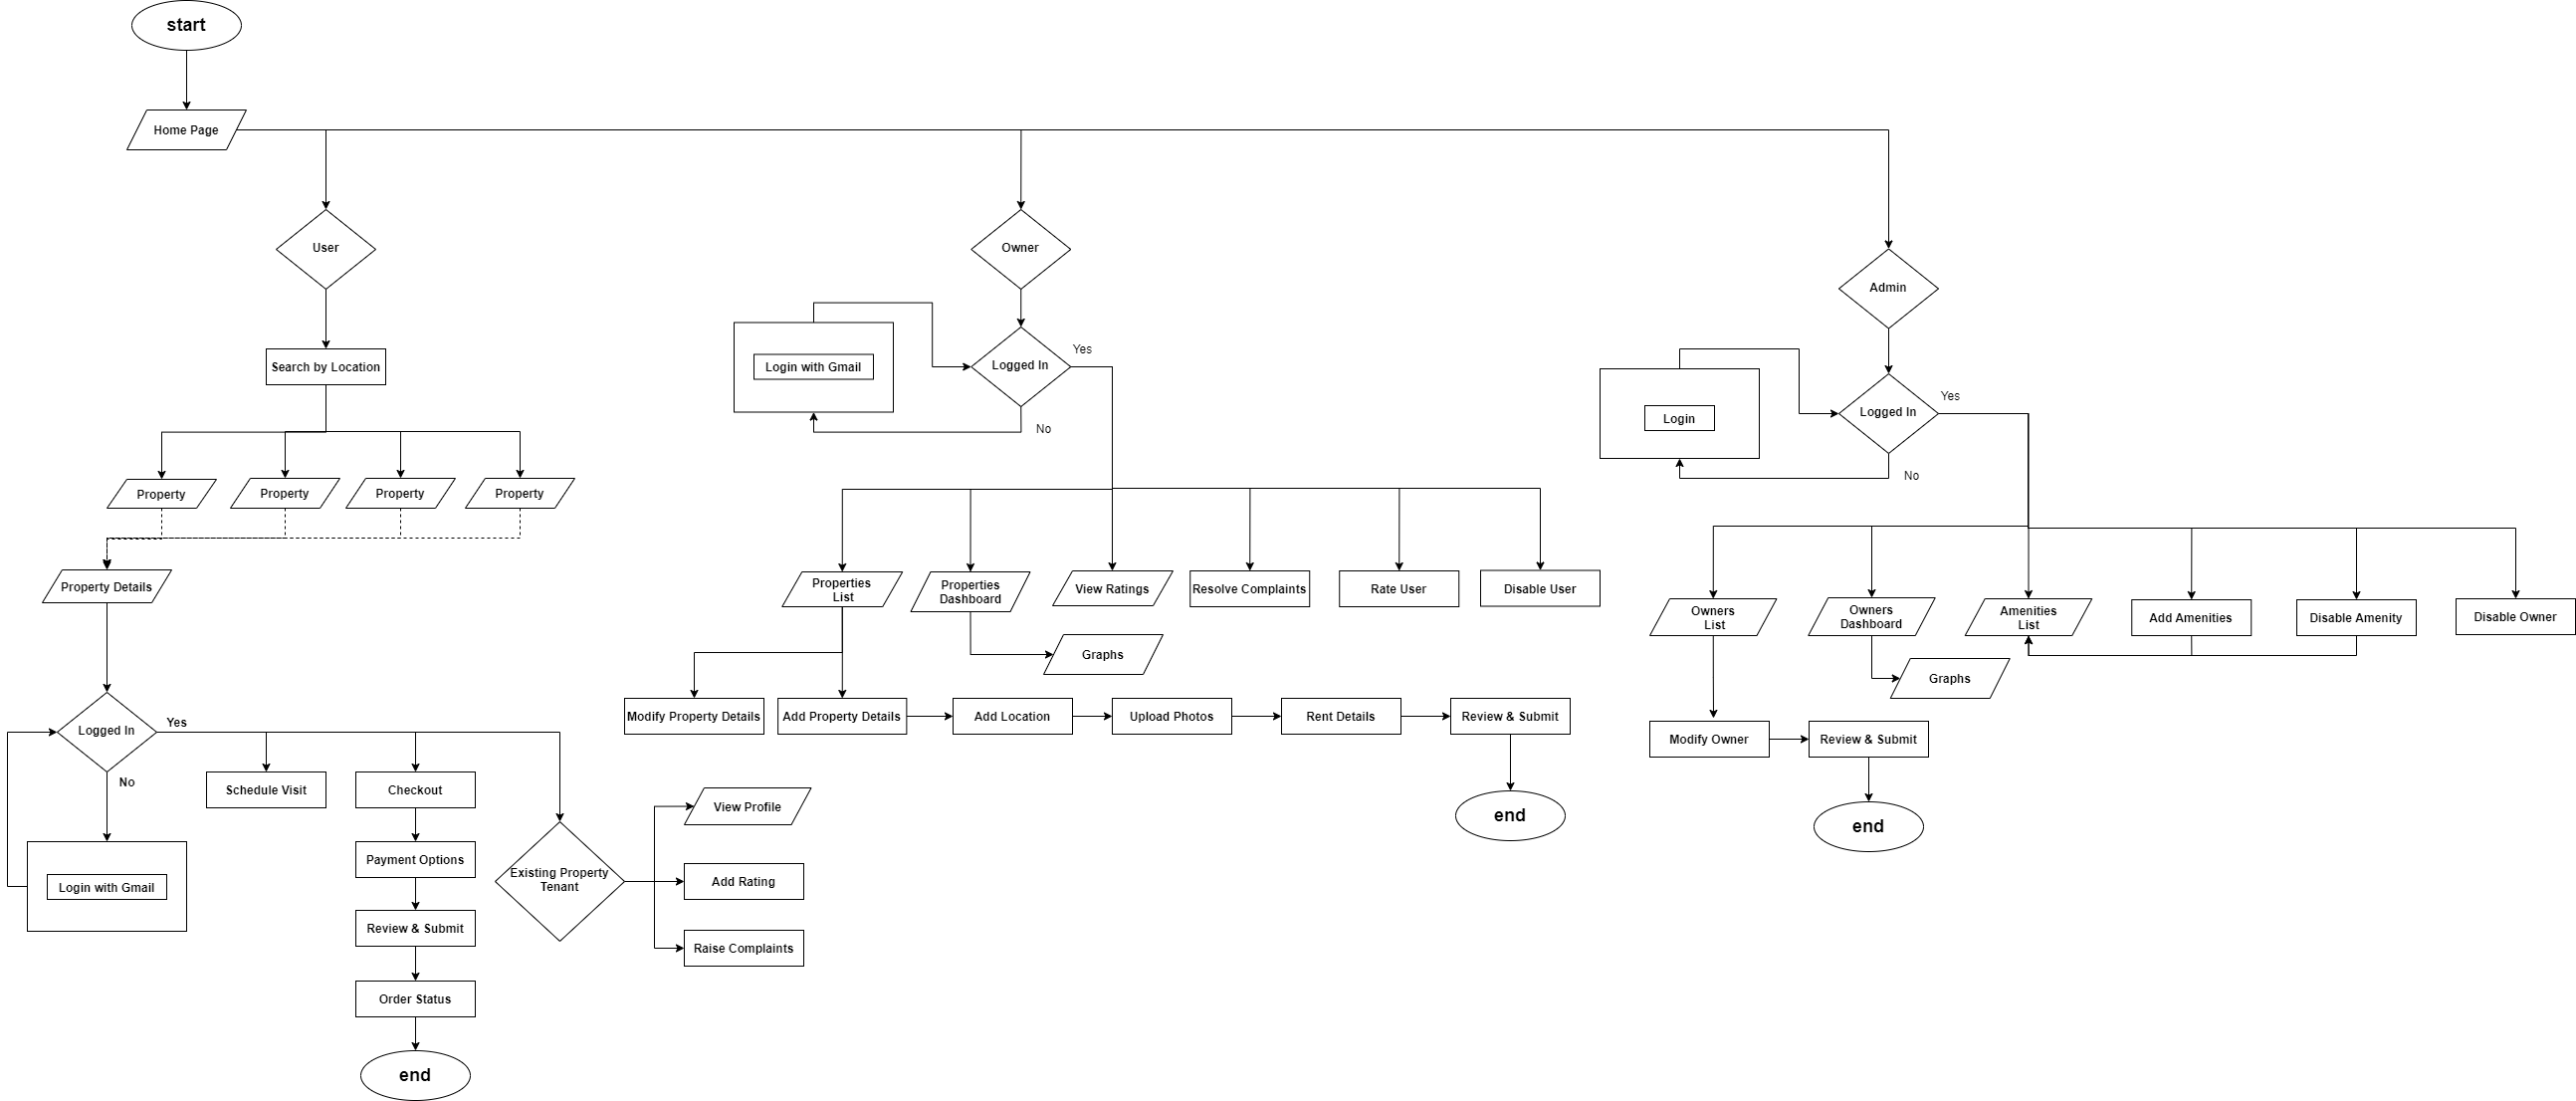 start
Home Page
User
Owner
Admin
Search by Location
Login with Gmail
Logged In
Yes
No
Login
Logged In
Yes
No
Property
Property
Property
Property
Property Details
Properties
List
Properties
Dashboard
View Ratings
Resolve Complaints
Rate User
Disable User
Graphs
Owners
List
Owners
Dashboard
Amenities
List
Add Amenities
Disable Amenity
Disable Owner
Graphs
Modify Property Details
Add Property Details
Add Location
Upload Photos
Rent Details
Review & Submit
end
Modify Owner
Review & Submit
end
Logged In
Yes
No
Login with Gmail
Schedule Visit
Checkout
Payment Options
Review & Submit
Order Status
end
Existing Property
Tenant
View Profile
Add Rating
Raise Complaints